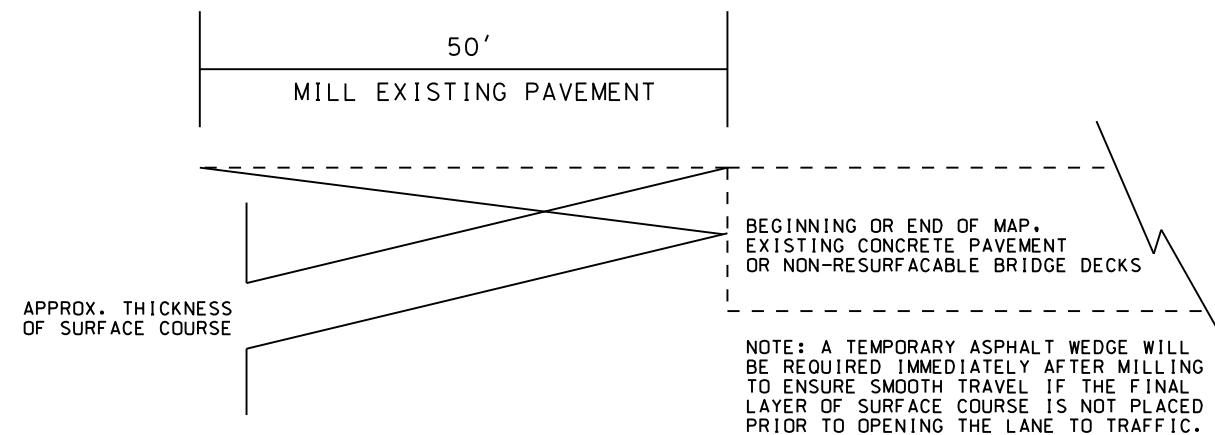 50'
MILL EXISTING PAVEMENT
BEGINNING OR END OF MAP.
EXISTING CONCRETE PAVEMENT
OR NON-RESURFACABLE BRIDGE DECKS
APPROX. THICKNESS
OF SURFACE COURSE
NOTE: A TEMPORARY ASPHALT WEDGE WILL
BE REQUIRED IMMEDIATELY AFTER MILLING
TO ENSURE SMOOTH TRAVEL IF THE FINAL
LAYER OF SURFACE COURSE IS NOT PLACED
PRIOR TO OPENING THE LANE TO TRAFFIC.